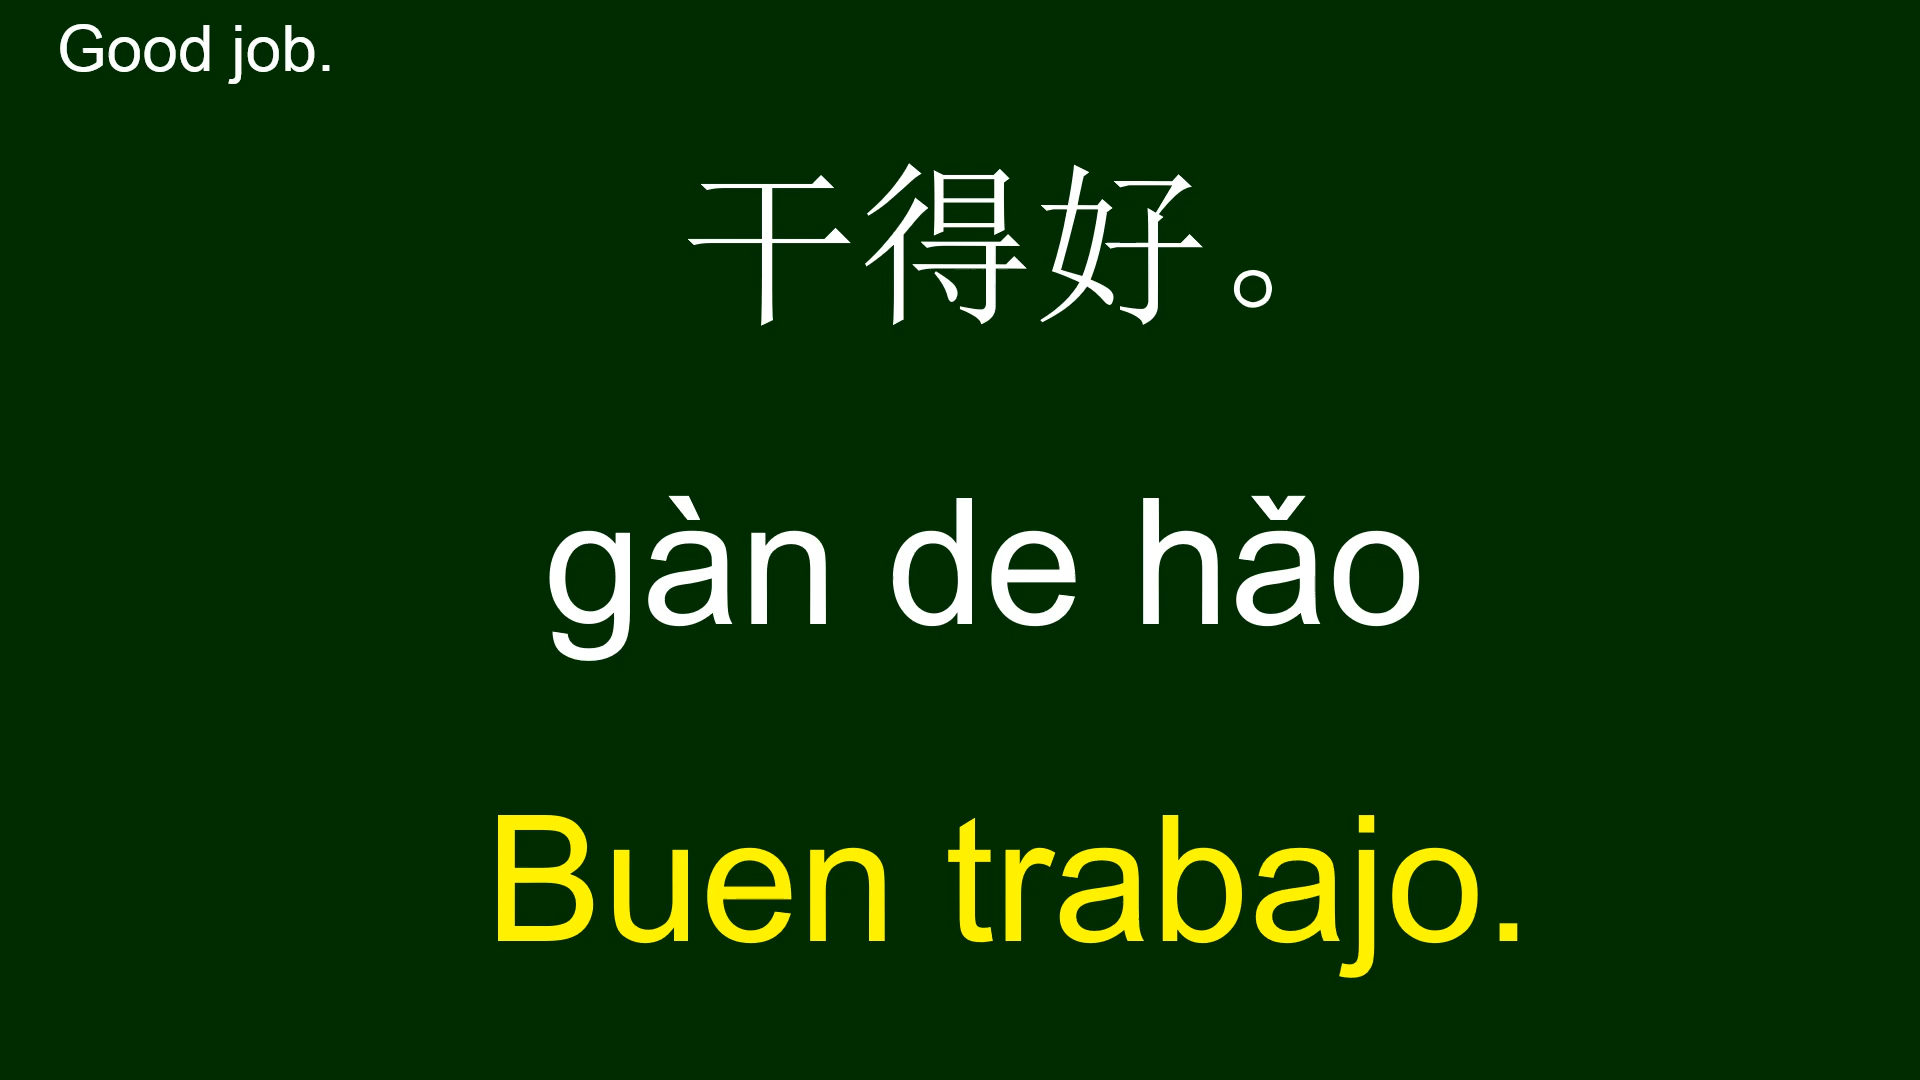 Good job.
干得好。
gàn de hǎo
Buen trabajo.